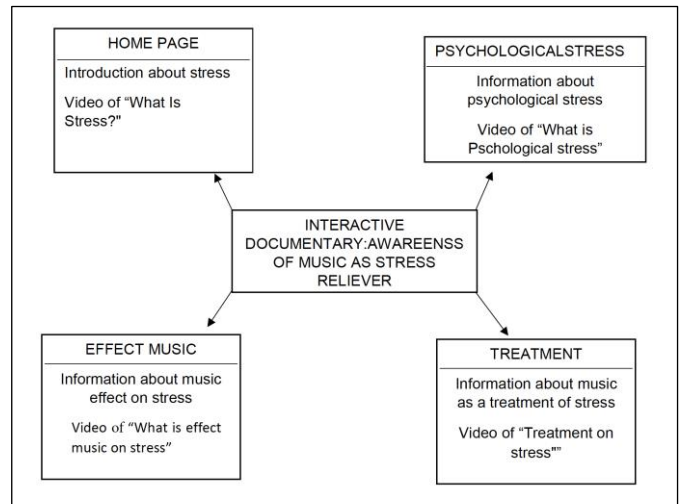 HOME PAGE
Introduction about stress
Video of “What Is
Stress?"
PSYCHOLOGICALSTRESS
Information about
psychological stress
Video of “What is
Pschological stress”
INTERACTIVE
DOCUMENTARY:AWAREENSS
OF MUSIC AS STRESS
RELIEVER
EFFECT MUSIC
Information about music
effect on stress
Video of “What is effect
music on stress”
TREATMENT
Information about music
as a treatment of stress
Video of “Treatment on
stress"”